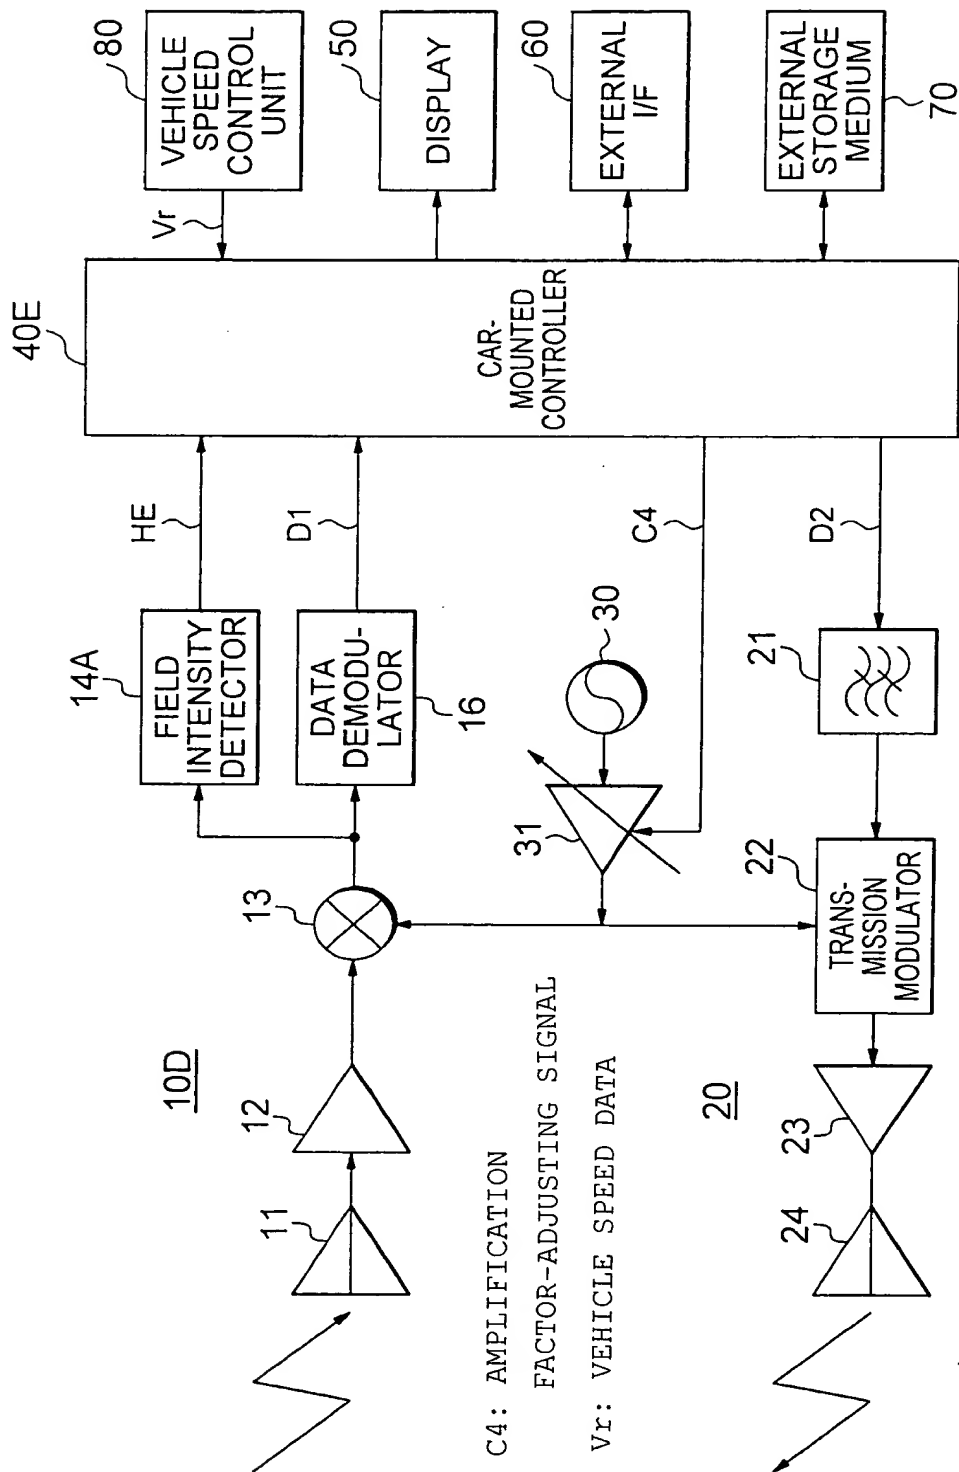 10D
11
12
13
14A
FIELD
INTENSITY
DETECTOR
HE
DATA
DEMODU-
LATOR
16
D1
40E
CAR-
MOUNTED
CONTROLLER
80
VEHICLE
SPEED
CONTROL
UNIT
Vr
50
DISPLAY
60
EXTERNAL
I/F
EXTERNAL
STORAGE
MEDIUM
70
30
31
C4
C4: AMPLIFICATION
FACTOR-ADJUSTING SIGNAL
Vr: VEHICLE SPEED DATA
20
24
23
22
TRANS-
MISSION
MODULATOR
21
D2